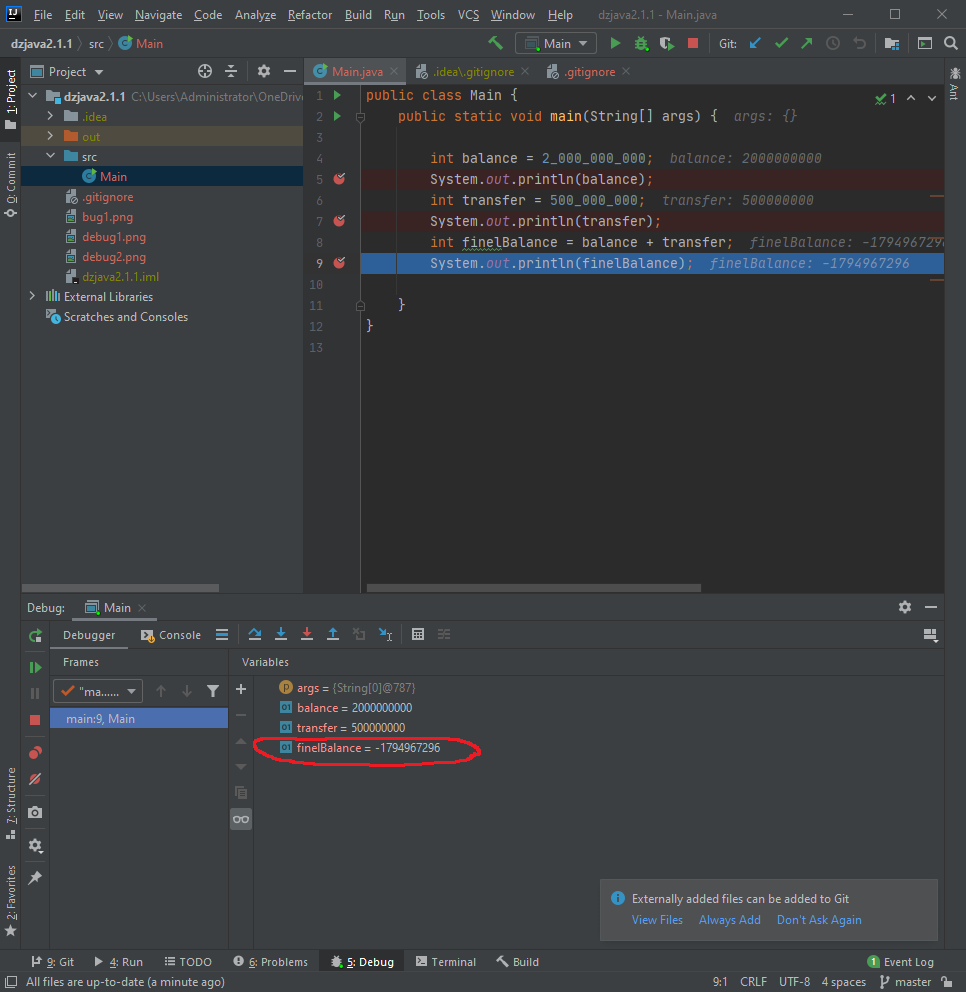 File Edit View Navigate Code Analyze Refactor Build Run Tools VCS Window Help dzjava2.1.1 - Main.java
dzjava2.1.1 src Main
Main
Git:
1: Project
0: Commit
7: Structure
2: Favorites
Project
dzjava2.1.1 C:\Users\Administrator\OneDrive
.idea
out
src
Main
.gitignore
bug1.png
debug1.png
debug2.png
dzjava2.1.1.iml
External Libraries
Scratches and Consoles
Main.java .idea\.gitignore .gitignore
Ant
1
1 public class Main {
2 public static void main(String[] args) { args: {}
3
4 int balance = 2_000_000_000; balance: 2000000000
5 System.out.println(balance);
6 int transfer = 500_000_000; transfer: 500000000
7 System.out.println(transfer);
8 int finelBalance = balance + transfer; finelBalance: -179496729
9 System.out.println(finelBalance); finelBalance: -1794967296
10
11 }
12 }
13
Debug: Main
Debugger Console
Frames Variables
"ma......
main:9, Main
args = {String[0]@787}
balance = 2000000000
transfer = 500000000
finelBalance = -1794967296
Externally added files can be added to Git
View Files Always Add Don't Ask Again
9: Git 4: Run TODO 6: Problems 5: Debug Terminal Build 1 Event Log
All files are up-to-date (a minute ago) 9:1 CRLF UTF-8 4 spaces master